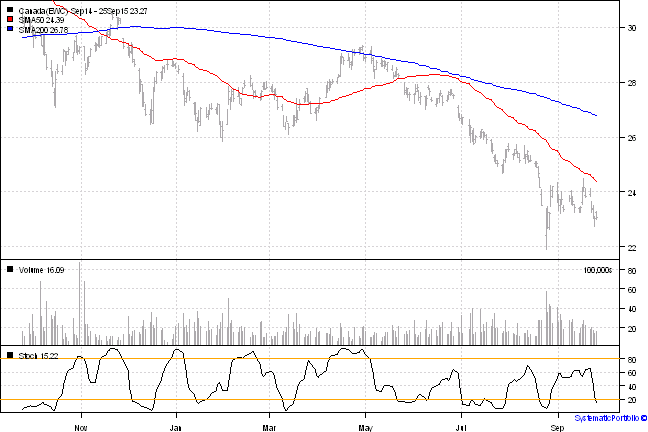 Canada(EWC) Sep14 - 25Sep15 23.27
SMA50 24.39
SMA200 26.78
30
28
26
24
22
Volume 16.09
100,000s
80
60
40
20
Stoch 15.22
80
60
40
20
Nov Jan Mar May Jul Sep
SystematicPortfolio ©